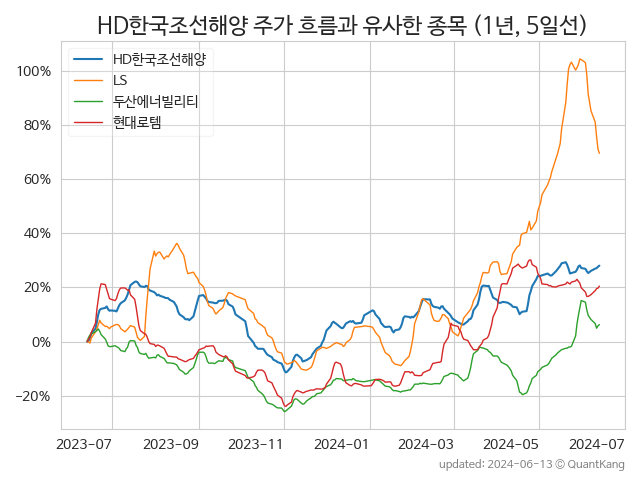 HD한국조선해양 주가 흐름과 유사한 종목 (1년, 5일선)
HD한국조선해양
LS
두산에너빌리티
현대로템
100%
80%
60%
40%
20%
0%
−20%
2023-07
2023-09
2023-11
2024-01
2024-03
2024-05
2024-07
updated: 2024-06-13 © QuantKang